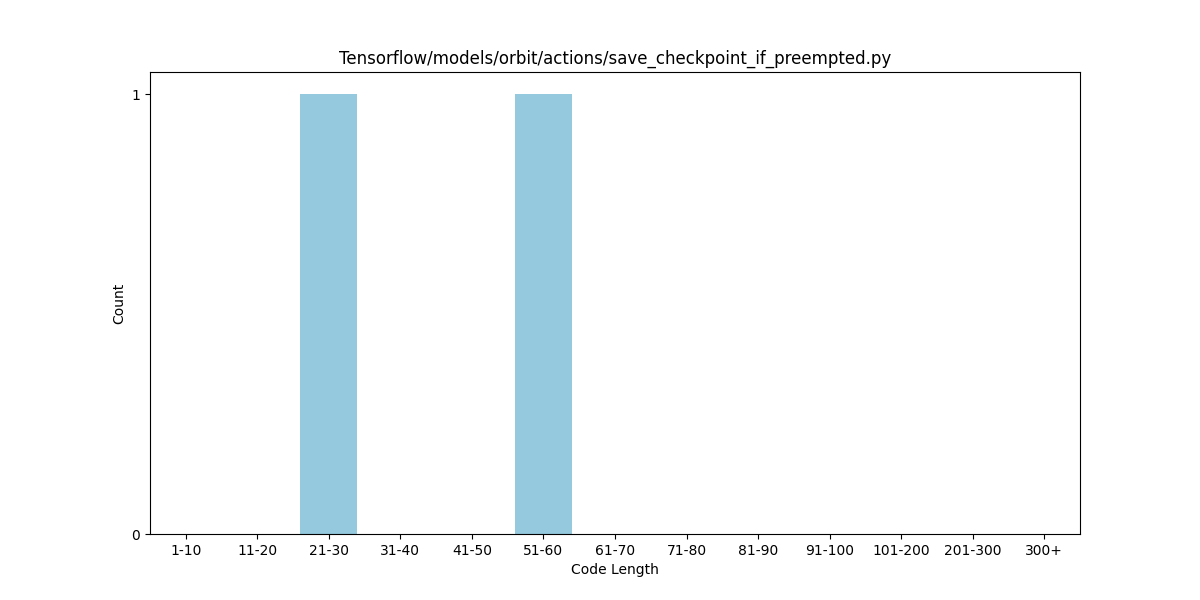 Tensorflow/models/orbit/actions/save_checkpoint_if_preempted.py
1
Count
0
1-10 11-20 21-30 31-40 41-50 51-60 61-70 71-80 81-90 91-100 101-200 201-300 300+
Code Length